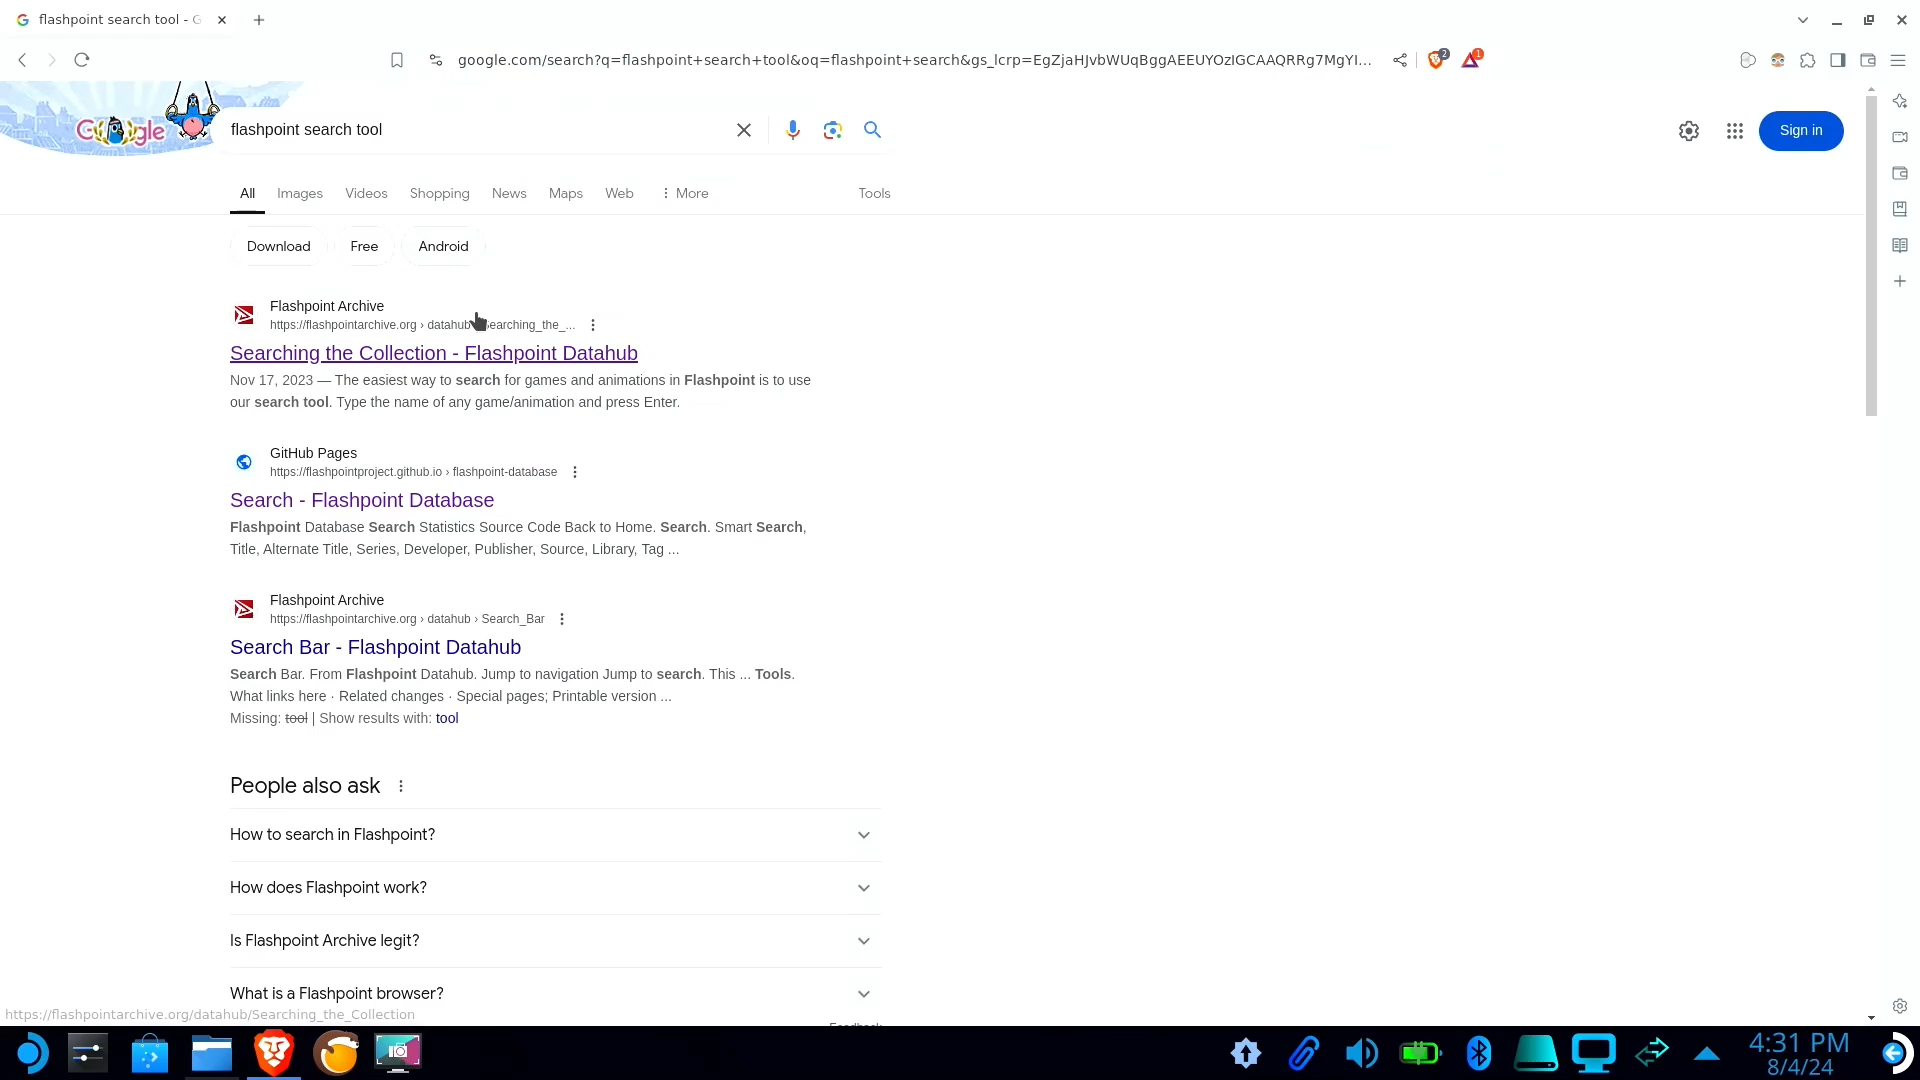 flashpoint search tool - G
google.com/search?q=flashpoint+search+tool&oq=flashpoint+search&gs_lcrp=EgZjaHJvbWUqBggAEEUYOzIGCAAQRRg7MgYI...
2
1
Google
flashpoint search tool
Sign in
All
Images
Videos
Shopping
News
Maps
Web
More
Tools
Download
Free
Android
Flashpoint Archive
https://flashpointarchive.org › datahub › Searching_the_...
Searching the Collection - Flashpoint Datahub
Nov 17, 2023 — The easiest way to search for games and animations in Flashpoint is to use
our search tool. Type the name of any game/animation and press Enter.
GitHub Pages
https://flashpointproject.github.io › flashpoint-database
Search - Flashpoint Database
Flashpoint Database Search Statistics Source Code Back to Home. Search. Smart Search,
Title, Alternate Title, Series, Developer, Publisher, Source, Library, Tag ...
Flashpoint Archive
https://flashpointarchive.org › datahub › Search_Bar
Search Bar - Flashpoint Datahub
Search Bar. From Flashpoint Datahub. Jump to navigation Jump to search. This ... Tools.
What links here · Related changes · Special pages; Printable version ...
Missing: tool | Show results with: tool
People also ask
How to search in Flashpoint?
How does Flashpoint work?
Is Flashpoint Archive legit?
What is a Flashpoint browser?
Feedback
https://flashpointarchive.org/datahub/Searching_the_Collection
4:31 PM
8/4/24